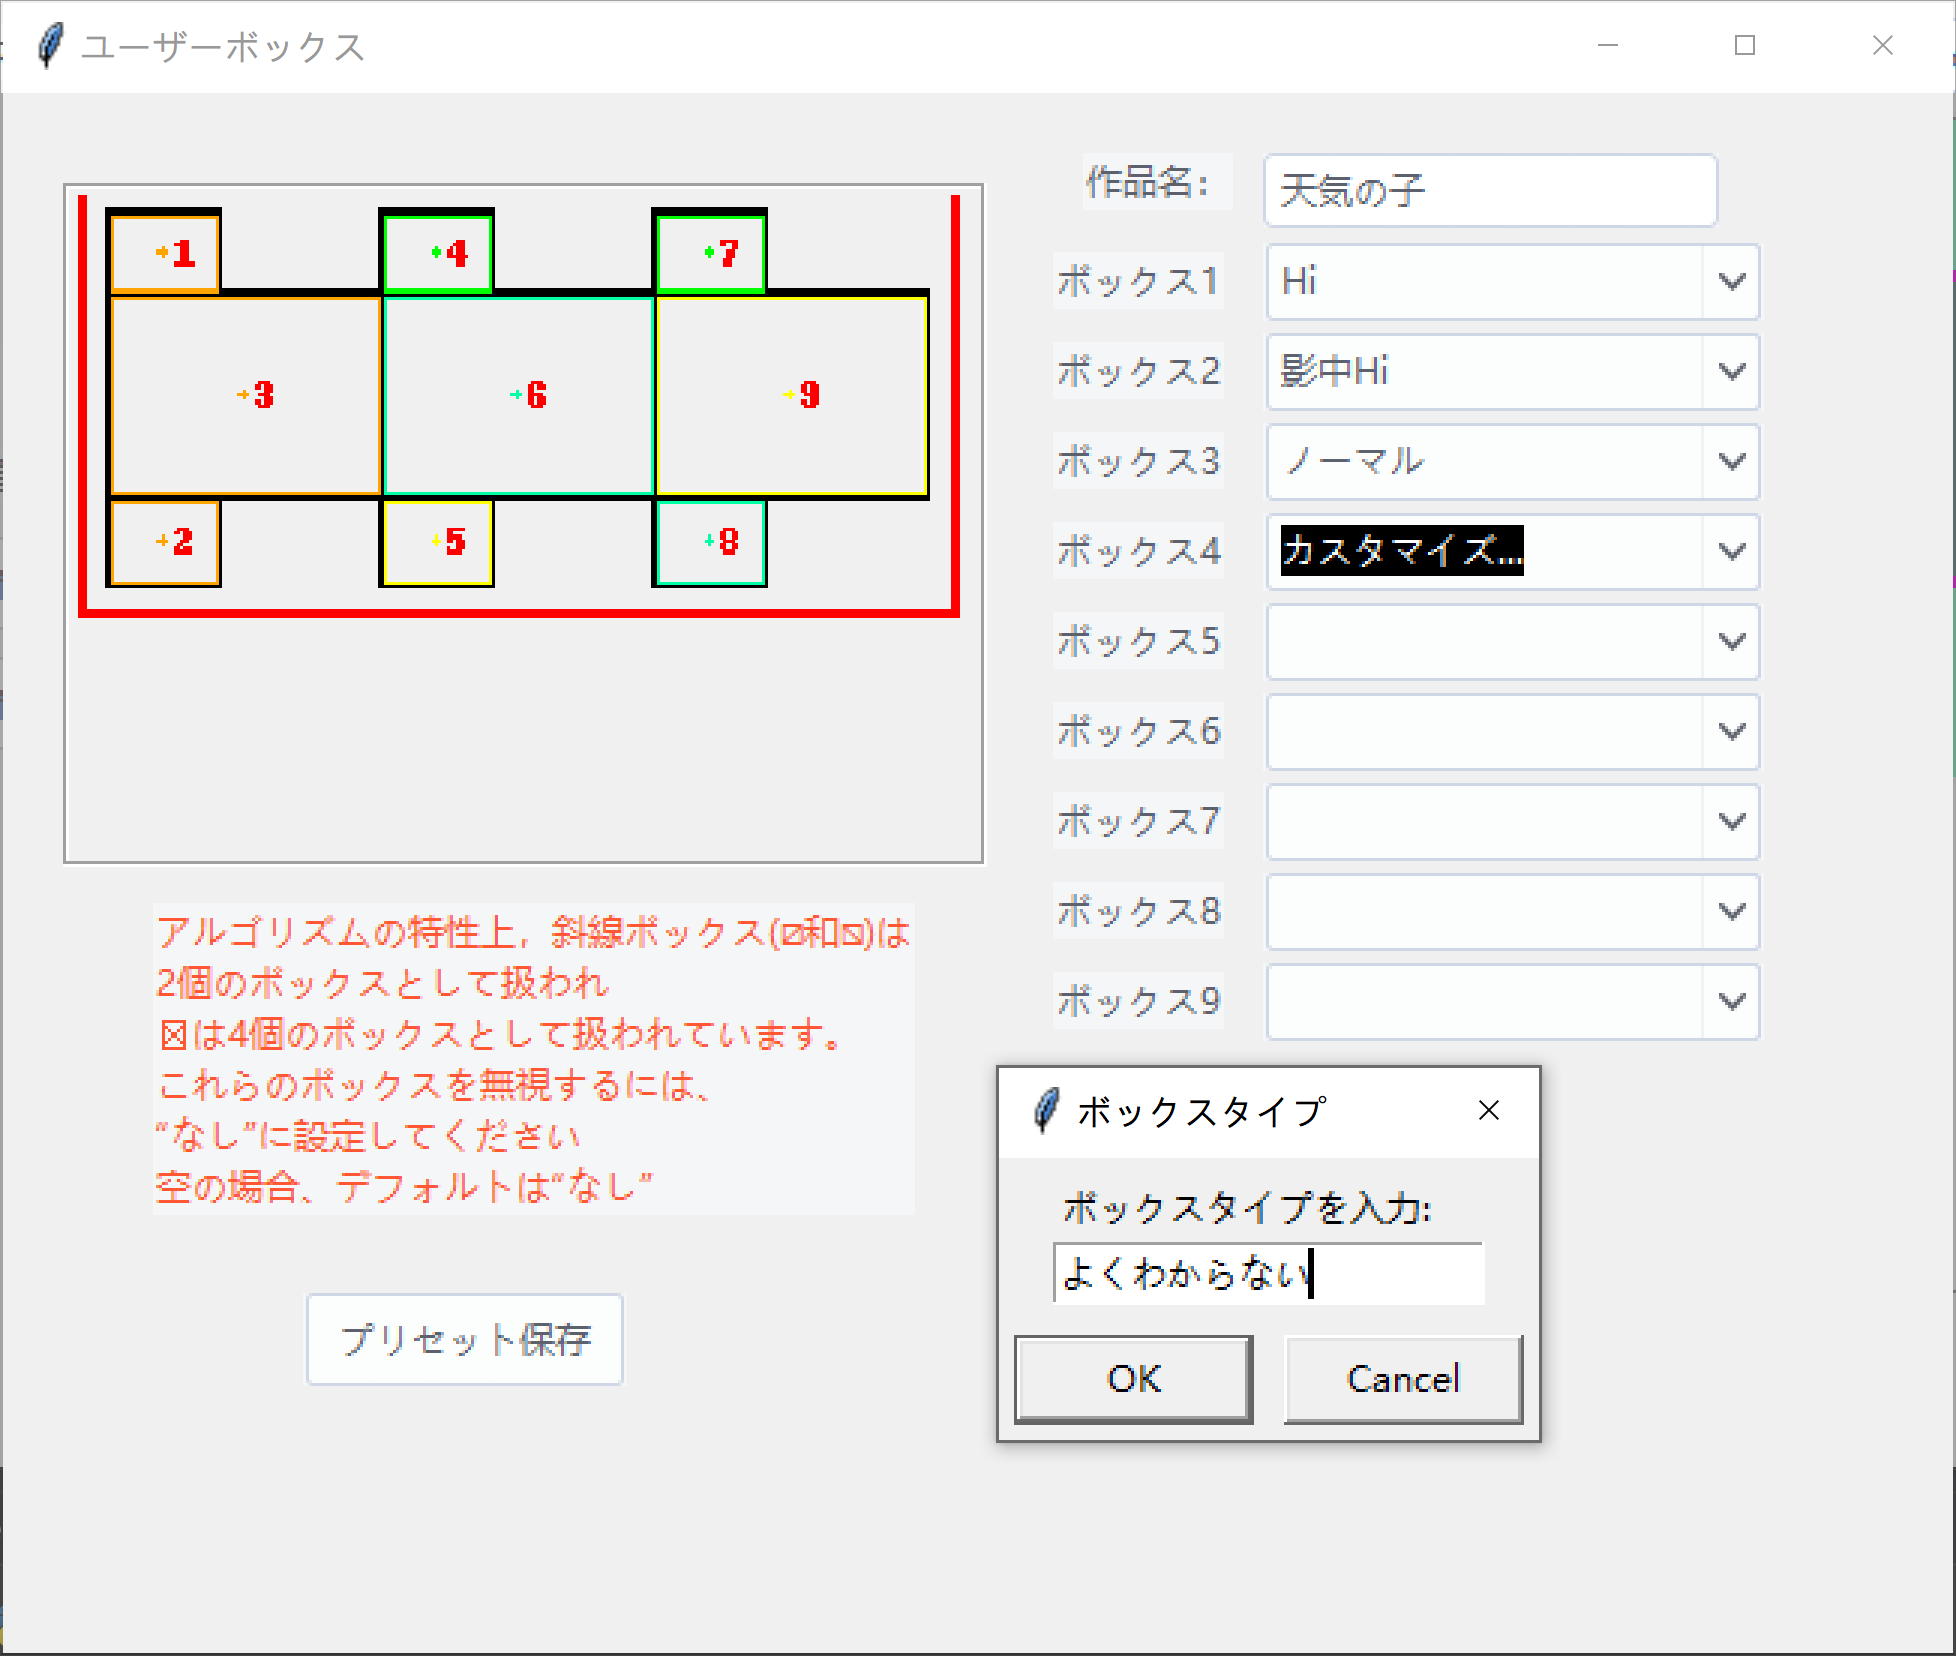 ユーザーボックス
1
4
7
3
6
9
2
5
8
作品名：
天気の子
ボックス1
Hi
ボックス2
影中Hi
ボックス3
ノーマル
ボックス4
カスタマイズ...
ボックス5
ボックス6
ボックス7
ボックス8
ボックス9
アルゴリズムの特性上，斜線ボックス(⍁和⍂)は
2個のボックスとして扱われ
☒は4個のボックスとして扱われています。
これらのボックスを無視するには、
“なし”に設定してください
空の場合、デフォルトは“なし”
プリセット保存
ボックスタイプ
ボックスタイプを入力:
よくわからない
OK
Cancel